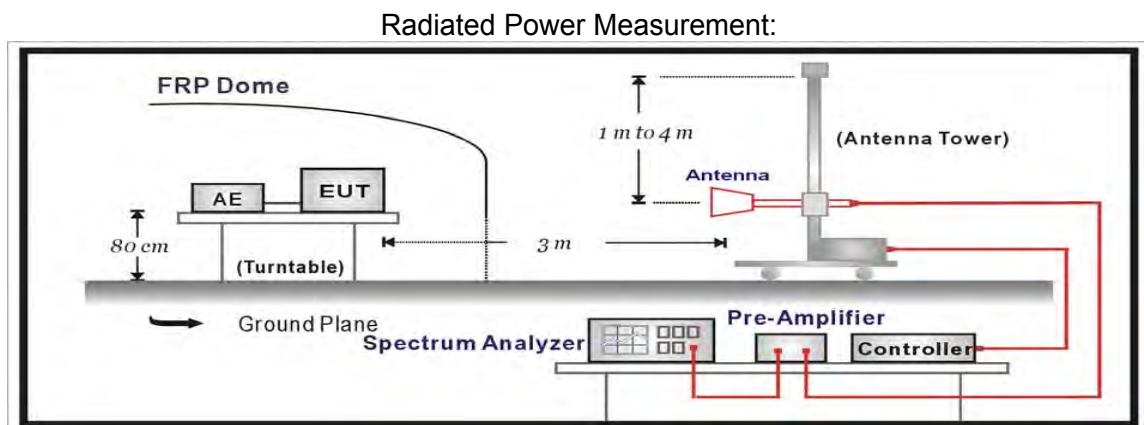 Radiated Power Measurement:
FRP Dome
1 m to 4 m
(Antenna Tower)
Antenna
AE
EUT
80 cm
3 m
(Turntable)
Ground Plane
Pre-Amplifier
Spectrum Analyzer
Controller